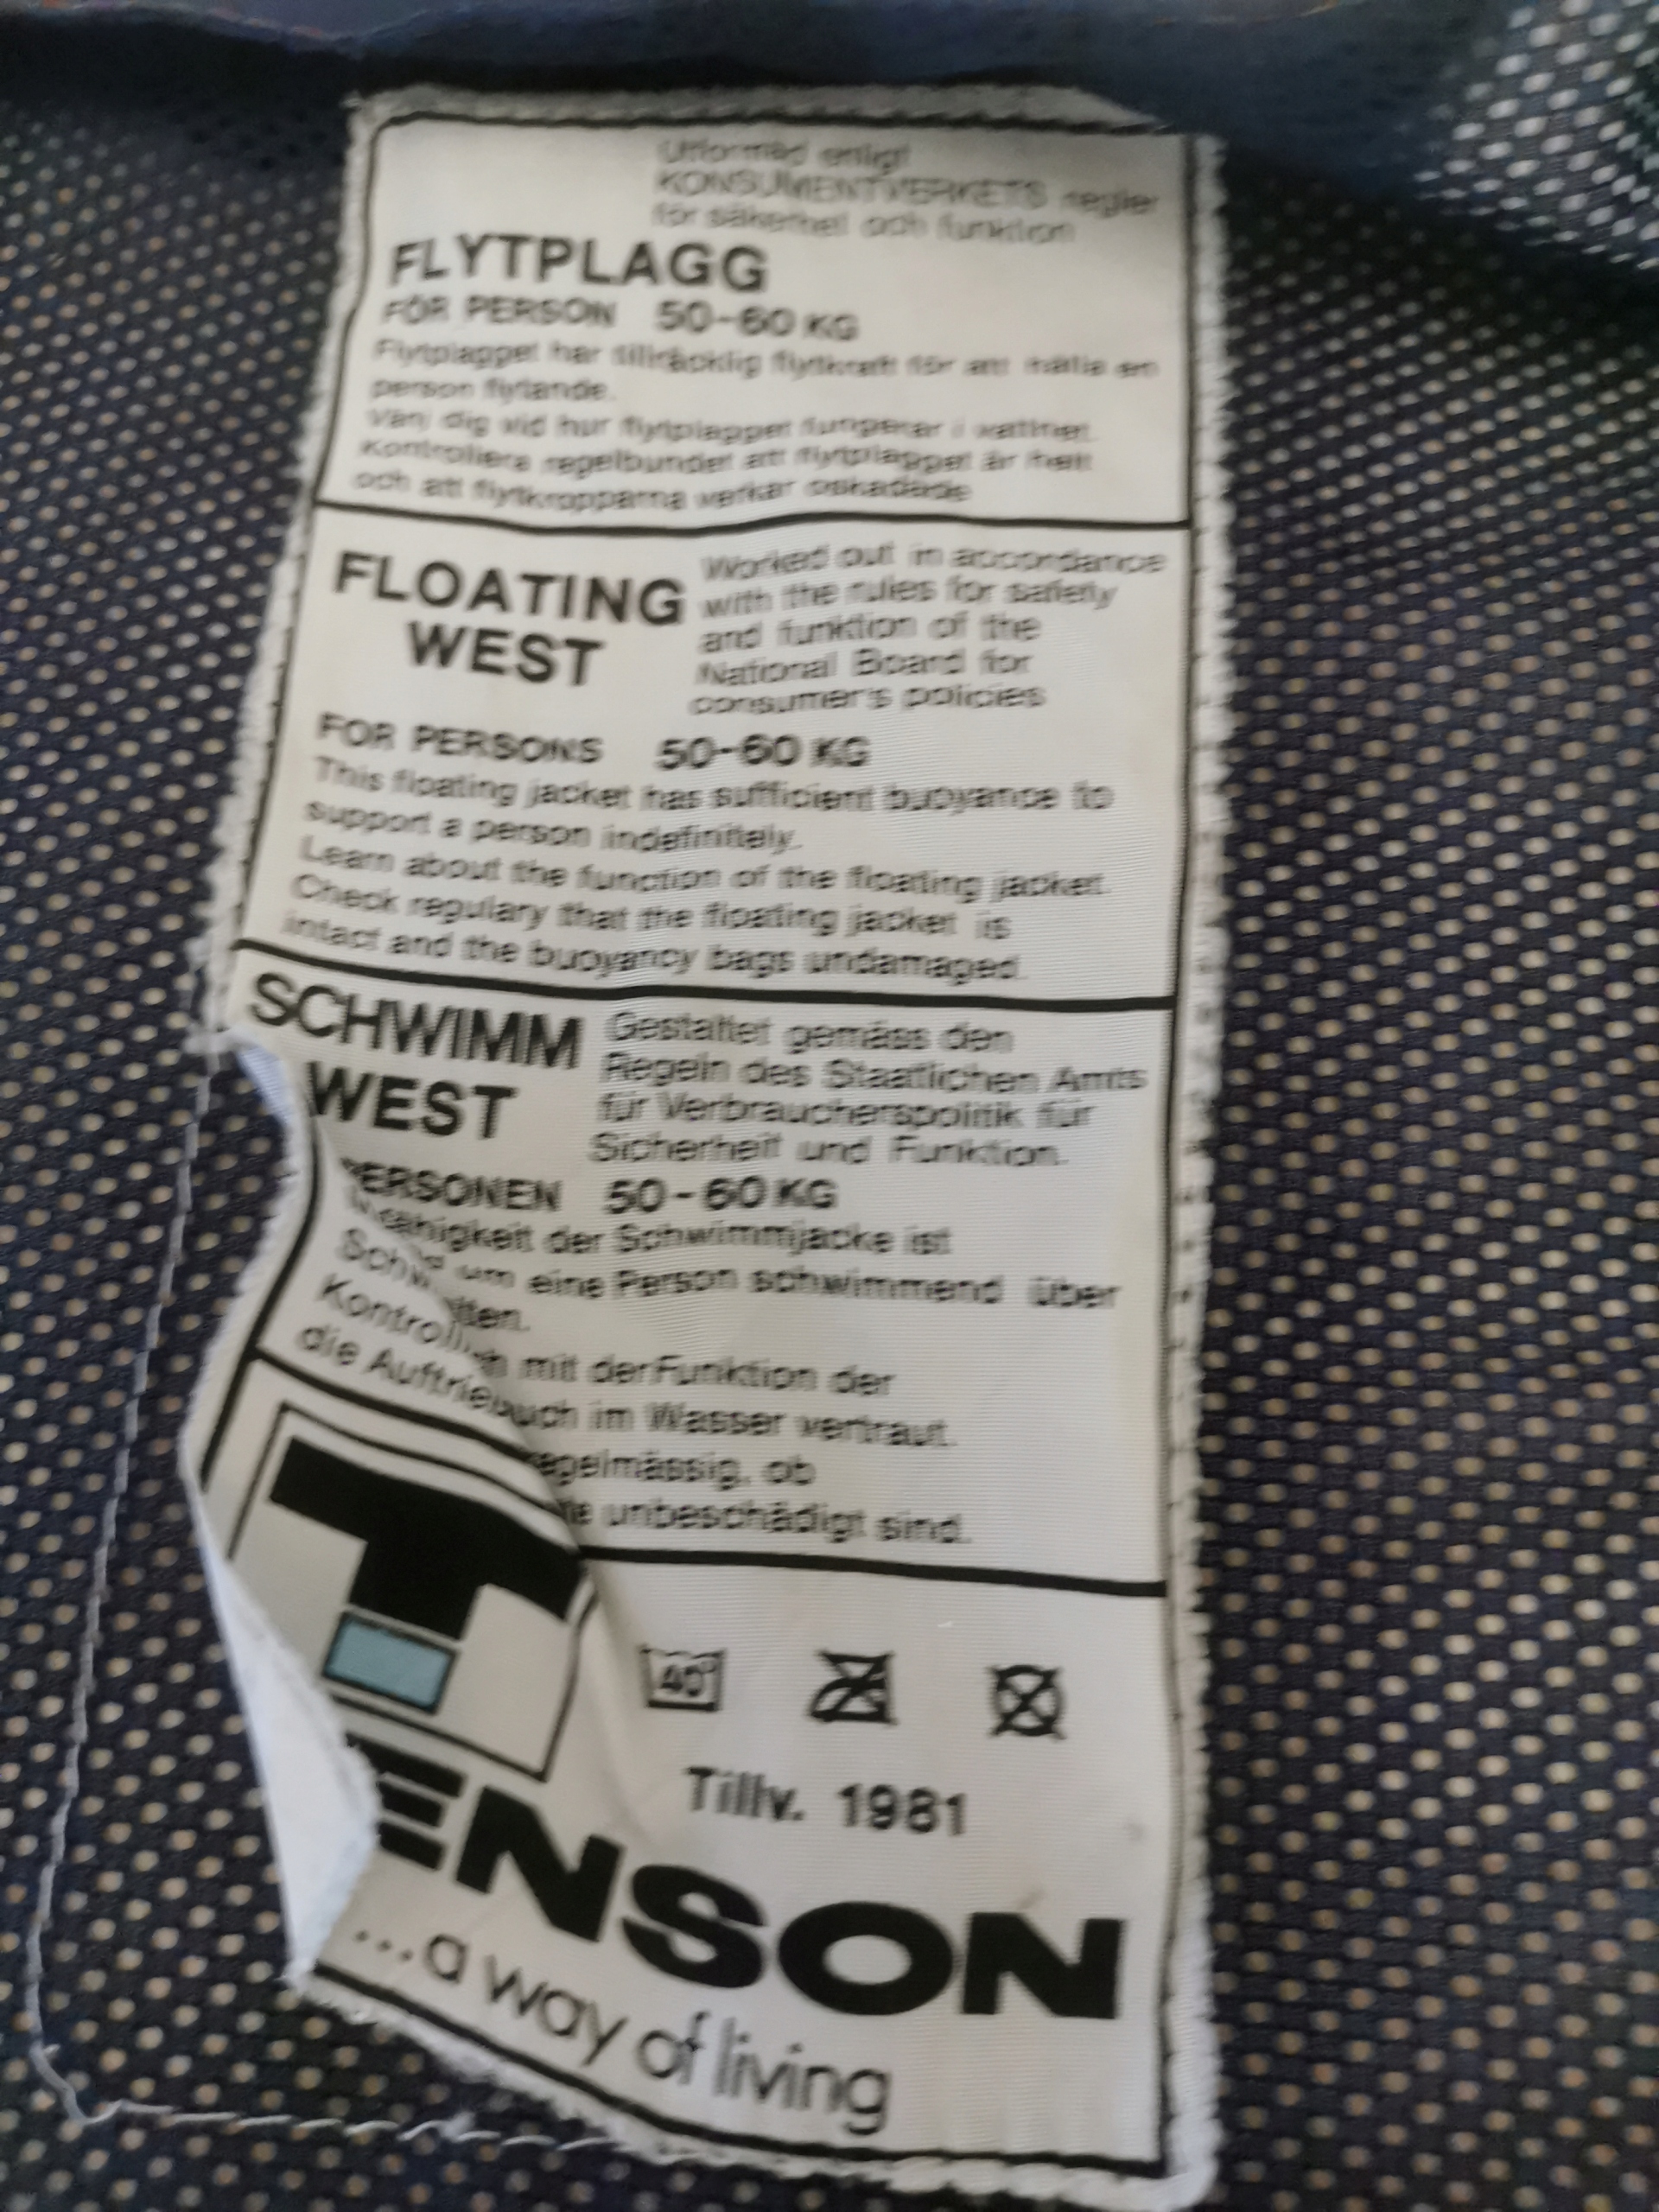 Utformad enligt
KONSUMENTVERKETS regler
för säkerhet och funktion
FLYTPLAGG
FÖR PERSON 50-60 KG
Flytplagget har tillräcklig flytkraft för att hålla en
person flytande.
Vänj dig vid hur flytplagget fungerar i vattnet.
Kontrollera regelbundet att flytplagget är helt
och att flytkropparna verkar oskadade
FLOATING
WEST
Worked out in accordance
with the rules for safety
and funktion of the
National Board for
consumer's policies
FOR PERSONS 50-60 KG
This floating jacket has sufficient buoyance to
support a person indefinitely.
Learn about the function of the floating jacket.
Check regulary that the floating jacket is
intact and the buoyancy bags undamaged.
SCHWIMM
WEST
Gestaltet gemäss den
Regeln des Staatlichen Amts
für Verbraucherspolitik für
Sicherheit und Funktion.
PERSONEN 50-60 KG
der Schwimmjacke ist
um eine Person schwimmend über
mit der Funktion der
im Wasser vertraut.
Kontroll regelmässig, ob
die Auftrie unbeschädigt sind.
T
40°
Tillv. 1981
ENSON
...a way of living